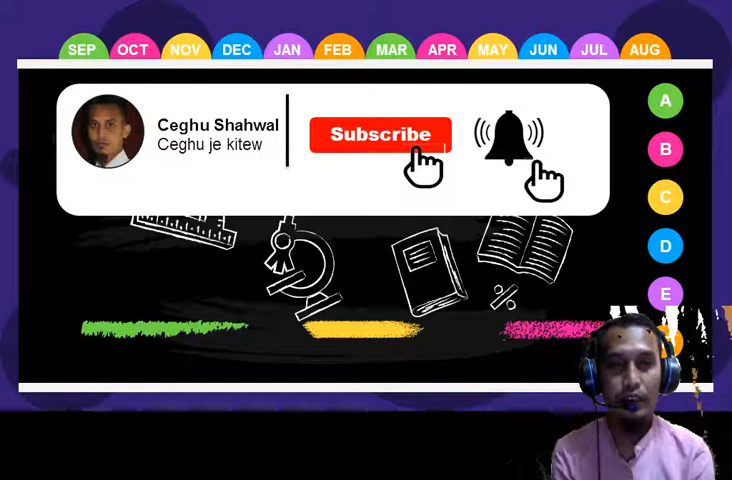 SEP OCT NOV DEC JAN FEB MAR APR MAY JUN JUL AUG
Ceghu Shahwal
Ceghu je kitew
Subscribe
A
B
C
D
E
%